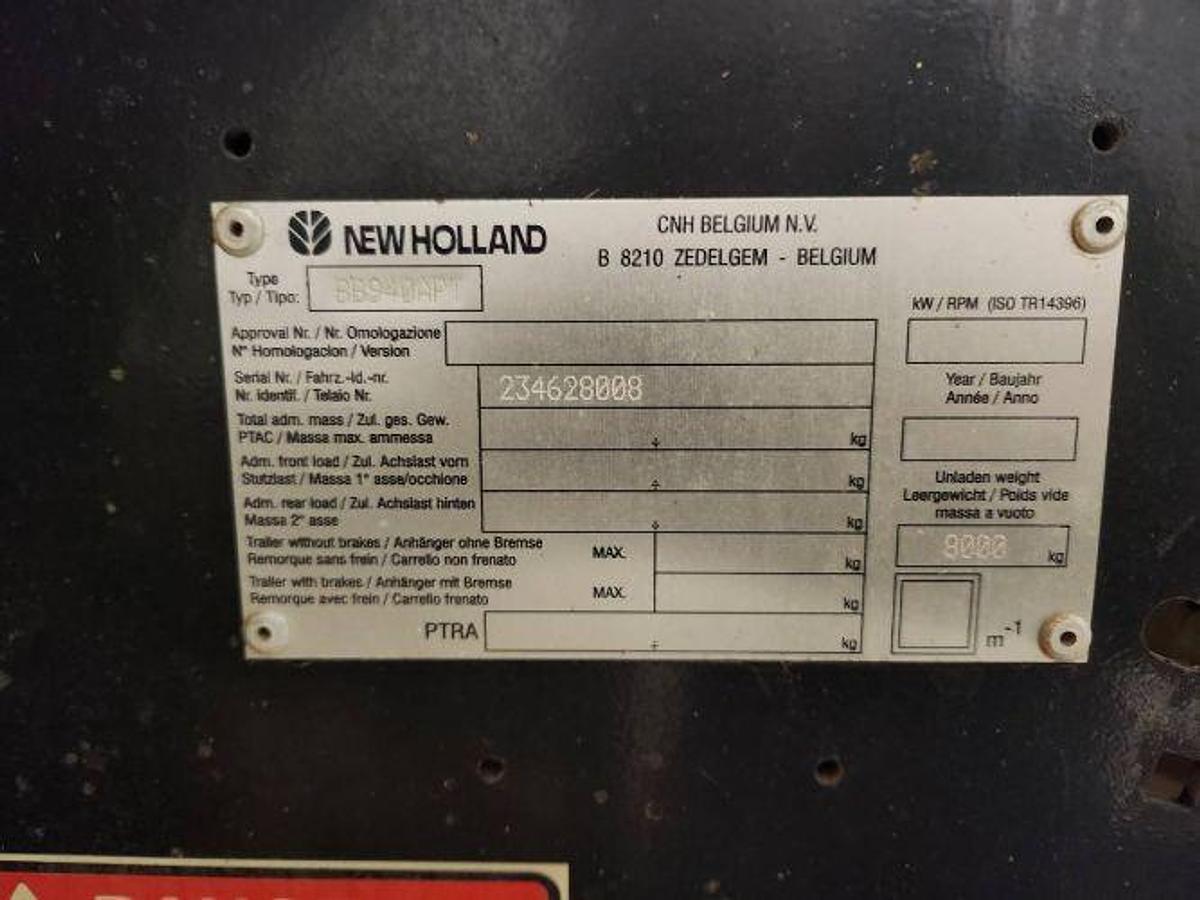 NEW HOLLAND
CNH BELGIUM N.V.
B 8210 ZEDELGEM - BELGIUM
Type
Typ / Tipo:
BB940APT
Approval Nr. / Nr. Omologazione
N° Homologacion / Version
Serial Nr. / Fahrz.-Id.-nr.
Nr. identif. / Telaio Nr.
234628008
Total adm. mass / Zul. ges. Gew.
PTAC / Massa max. ammessa
÷ kg
Adm. front load / Zul. Achslast vorn
Stutzlast / Massa 1° asse/occhione
÷ kg
Adm. rear load / Zul. Achslast hinten
Massa 2° asse
÷ kg
Trailer without brakes / Anhänger ohne Bremse
Remorque sans frein / Carrello non frenato
MAX. kg
Trailer with brakes / Anhänger mit Bremse
Remorque avec frein / Carrello frenato
MAX. kg
PTRA ÷ kg
kW / RPM (ISO TR14396)
Year / Baujahr
Année / Anno
Unladen weight
Leergewicht / Poids vide
massa a vuoto
9000 kg
m-1